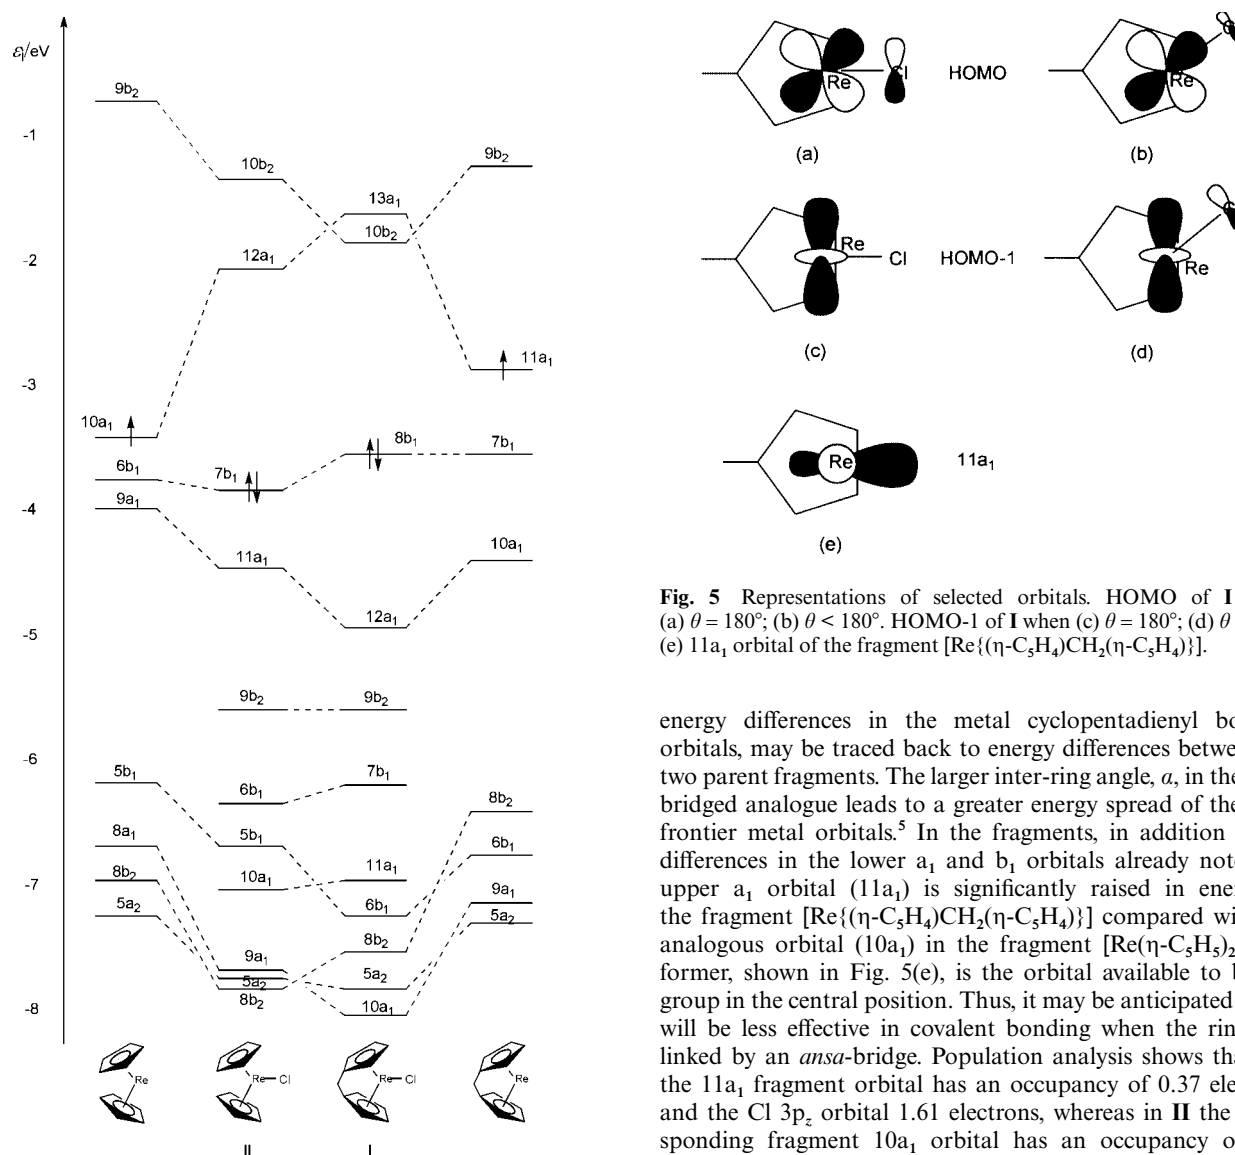 εᵢ/eV
-1
-2
-3
-4
-5
-6
-7
-8
9b₂
10a₁
6b₁
9a₁
5b₁
8a₁
8b₂
5a₂
10b₂
12a₁
7b₁
11a₁
9b₂
6b₁
5b₁
10a₁
9a₁
5a₂
8b₂
13a₁
10b₂
8b₁
12a₁
9b₂
7b₁
11a₁
6b₁
8b₂
5a₂
10a₁
9b₂
11a₁
7b₁
10a₁
8b₂
6b₁
9a₁
5a₂
Re
Re Cl
Re Cl
Re
II
I
Re Cl
HOMO
Re
(a)
(b)
Re
Cl
HOMO-1
Re
(c)
(d)
Re
11a₁
(e)
Fig. 5 Representations of selected orbitals. HOMO of I
(a) θ = 180°; (b) θ < 180°. HOMO-1 of I when (c) θ = 180°; (d) θ
(e) 11a₁ orbital of the fragment [Re{(η-C₅H₄)CH₂(η-C₅H₄)}].
energy differences in the metal cyclopentadienyl bo
orbitals, may be traced back to energy differences betwe
two parent fragments. The larger inter-ring angle, α, in the
bridged analogue leads to a greater energy spread of the
frontier metal orbitals.⁵ In the fragments, in addition
differences in the lower a₁ and b₁ orbitals already note
upper a₁ orbital (11a₁) is significantly raised in ener
the fragment [Re{(η-C₅H₄)CH₂(η-C₅H₄)}] compared wi
analogous orbital (10a₁) in the fragment [Re(η-C₅H₅)₂
former, shown in Fig. 5(e), is the orbital available to b
group in the central position. Thus, it may be anticipated
will be less effective in covalent bonding when the rin
linked by an ansa-bridge. Population analysis shows tha
the 11a₁ fragment orbital has an occupancy of 0.37 ele
and the Cl 3p_z orbital 1.61 electrons, whereas in II the
sponding fragment 10a₁ orbital has an occupancy o